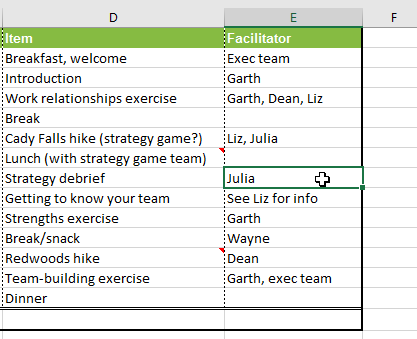 D E F
Item Facilitator
Breakfast, welcome Exec team
Introduction Garth
Work relationships exercise Garth, Dean, Liz
Break
Cady Falls hike (strategy game?) Liz, Julia
Lunch (with strategy game team)
Strategy debrief Julia
Getting to know your team See Liz for info
Strengths exercise Garth
Break/snack Wayne
Redwoods hike Dean
Team-building exercise Garth, exec team
Dinner